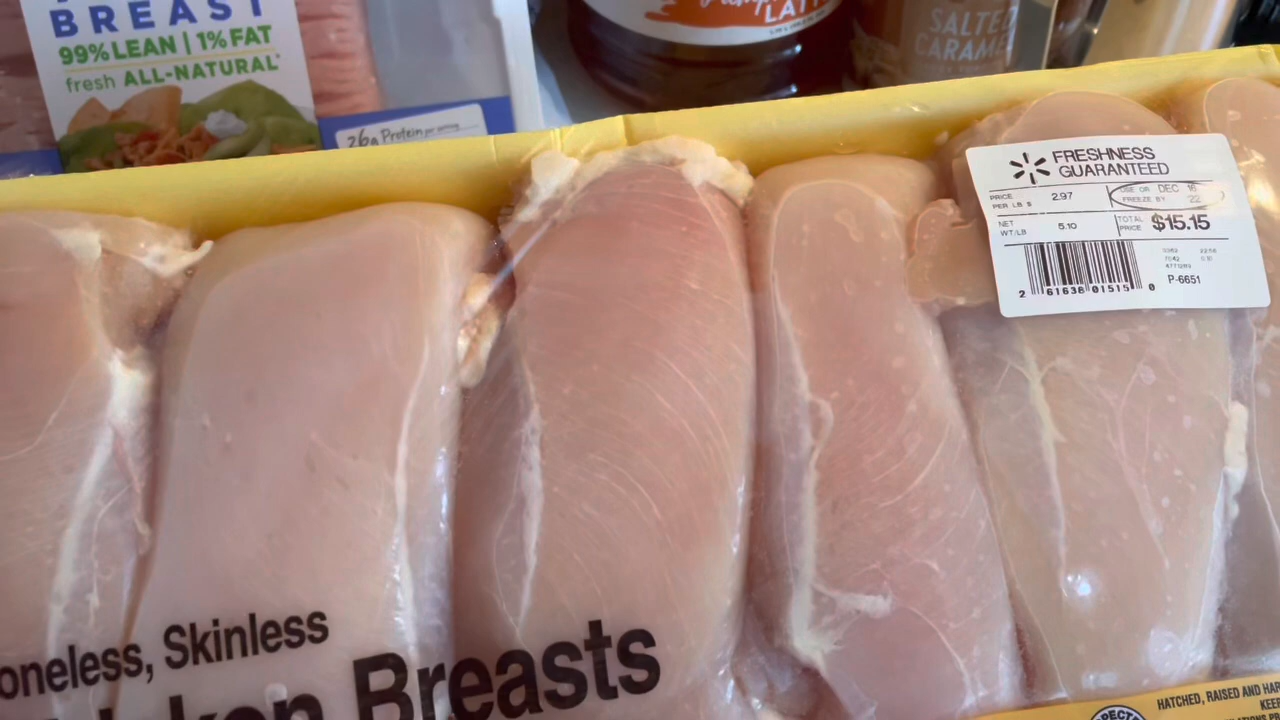 BREAST
99% LEAN | 1% FAT
fresh ALL-NATURAL*
26g Protein per serving
LATTE
SALTED
CARAMEL
FRESHNESS
GUARANTEED
PRICE
PER LB $ 2.97
USE OR DEC 18
FREEZE BY 22
NET
WT/LB 5.10
TOTAL
PRICE $15.15
P-6651
2 61638 01515 0
oneless, Skinless
Breasts
HATCHED, RAISED AND HAR
KEE